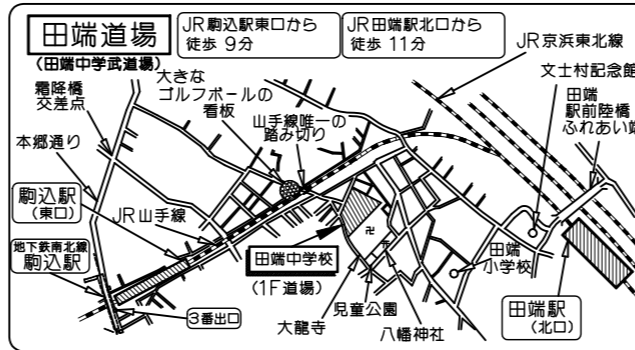 田端道場
(田端中学武道場)
JR駒込駅東口から
徒歩 9分
JR田端駅北口から
徒歩 11分
JR京浜東北線
文士村記念館
田端
駅前陸橋
ふれあい
霜降橋
交差点
大きな
ゴルフボールの
看板
山手線唯一の
踏み切り
本郷通り
駒込駅
(東口)
JR山手線
地下鉄南北線
駒込駅
3番出口
田端中学校
(1F道場)
卍
大龍寺
児童公園
八幡神社
田端
小学校
田端駅
(北口)